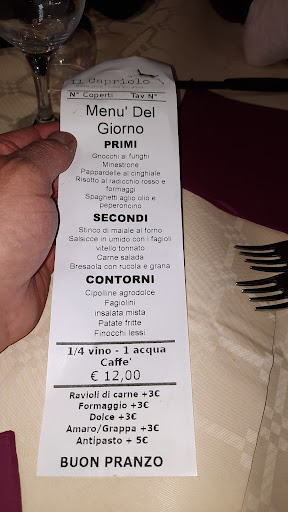 il Capriolo
N° Coperti Tav N°
Menu' Del
Giorno
PRIMI
Gnocchi ai funghi
Minestrone
Pappardelle al cinghiale
Risotto al radicchio rosso e
formaggi
Spaghetti aglio olio e
peperoncino
SECONDI
Stinco di maiale al forno
Salsicce in umido con i fagioli
vitello tonnato
Carne salada
Bresaola con rucola e grana
CONTORNI
Cipolline agrodolce
Fagiolini
insalata mista
Patate fritte
Finocchi lessi
1/4 vino - 1 acqua
Caffe'
€ 12,00
Ravioli di carne +3€
Formaggio +3€
Dolce +3€
Amaro/Grappa +3€
Antipasto + 5€
BUON PRANZO